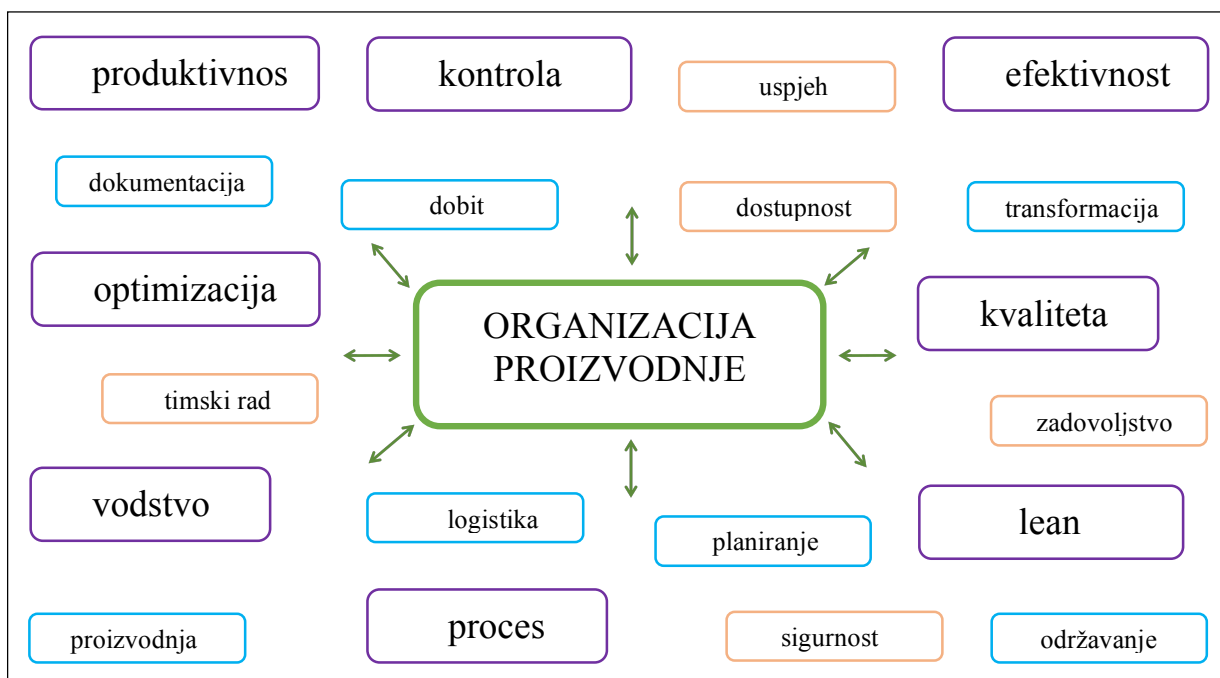 produktivnos
kontrola
uspjeh
efektivnost
dokumentacija
dobit
dostupnost
transformacija
optimizacija
ORGANIZACIJA
PROIZVODNJE
kvaliteta
timski rad
zadovoljstvo
vodstvo
logistika
planiranje
lean
proizvodnja
proces
sigurnost
održavanje